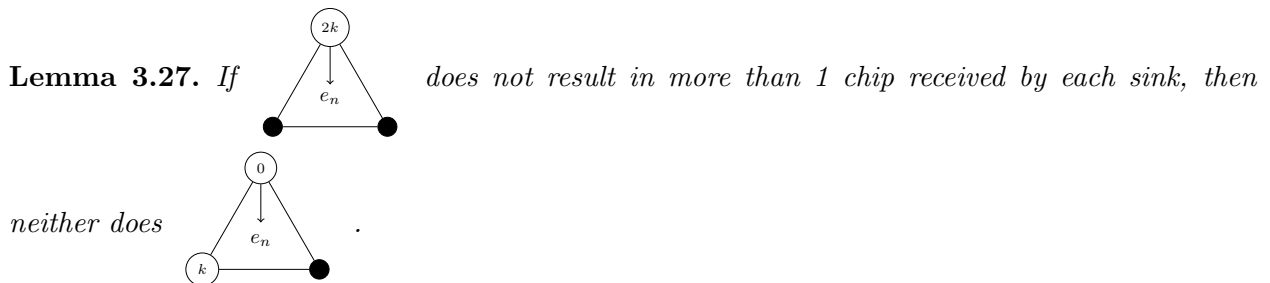 2k
Lemma 3.27. If does not result in more than 1 chip received by each sink, then
e_n
0
neither does .
e_n
k